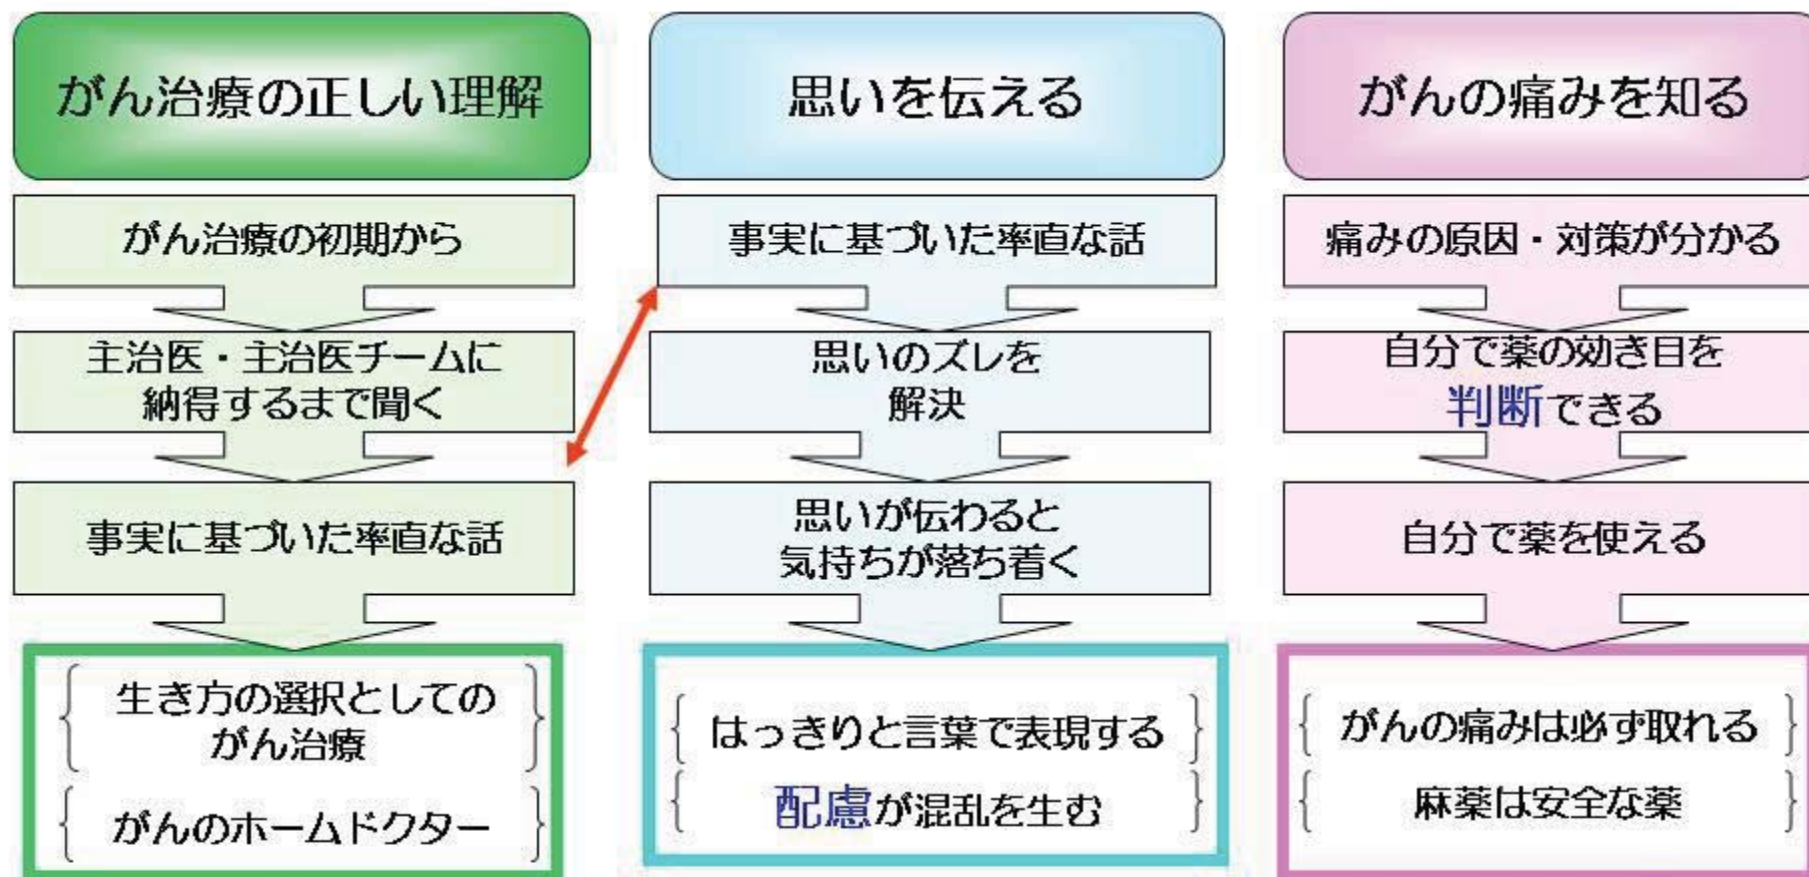 がん治療の正しい理解
がん治療の初期から
主治医・主治医チームに
納得するまで聞く
事実に基づいた率直な話
生き方の選択としての
がん治療
がんのホームドクター
思いを伝える
事実に基づいた率直な話
思いのズレを
解決
思いが伝わると
気持ちが落ち着く
はっきりと言葉で表現する
配慮が混乱を生む
がんの痛みを知る
痛みの原因・対策が分かる
自分で薬の効き目を
判断できる
自分で薬を使える
がんの痛みは必ず取れる
麻薬は安全な薬